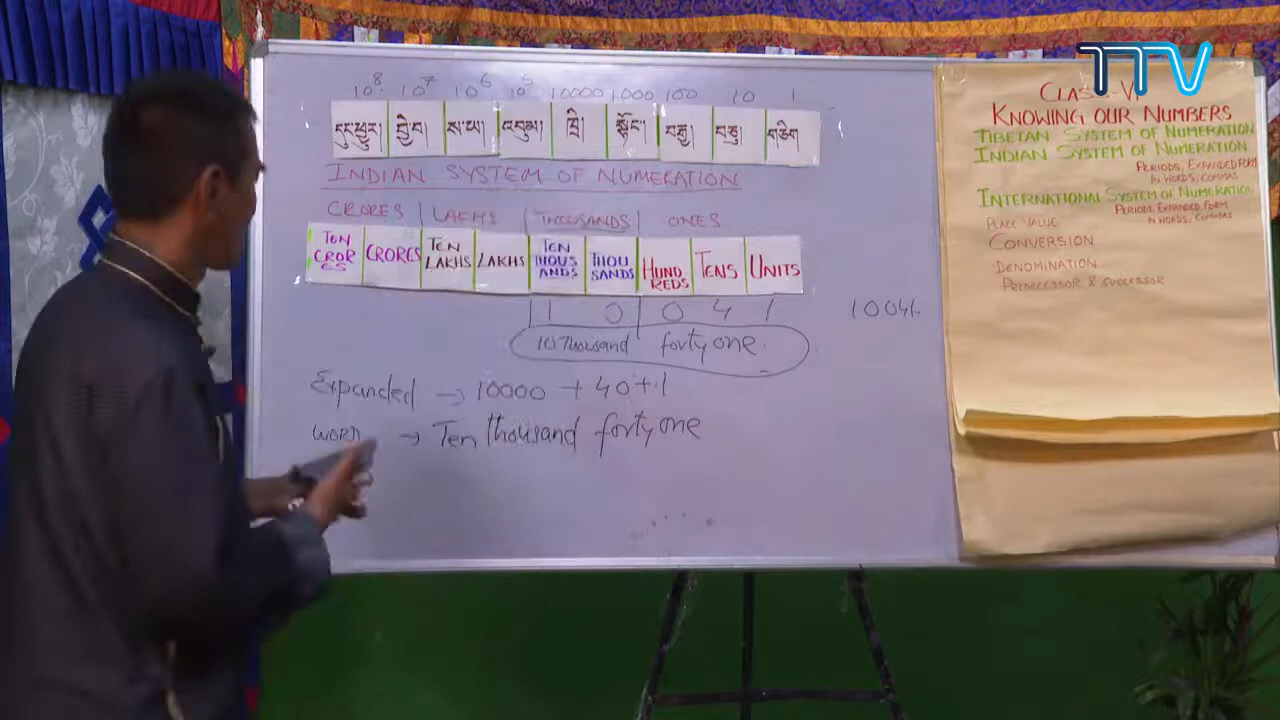 TTV
10⁸ 10⁷ 10⁶ 10⁵ 10000 1000 100 10 1
དུང་ཕྱུར། བྱེ་བ། ས་ཡ། འབུམ། ཁྲི། སྟོང་། བརྒྱ། བཅུ། གཅིག
INDIAN SYSTEM OF NUMERATION
CRORES LAKHS THOUSANDS ONES
TEN CRORES CRORES TEN LAKHS LAKHS TEN THOUSANDS THOUSANDS HUNDREDS TENS UNITS
1 0 0 4 1 10041
10 Thousand forty one.
Expanded → 10000 + 40 + 1
WORD → Ten thousand forty one
CLASS-VI
KNOWING OUR NUMBERS
TIBETAN SYSTEM OF NUMERATION
INDIAN SYSTEM OF NUMERATION
PERIODS, EXPANDED FORM
IN WORDS, COMMAS
INTERNATIONAL SYSTEM OF NUMERATION
PERIODS, EXPANDED FORM
IN WORDS, COMMAS
PLACE VALUE
CONVERSION
DENOMINATION
PREDECESSOR & SUCCESSOR